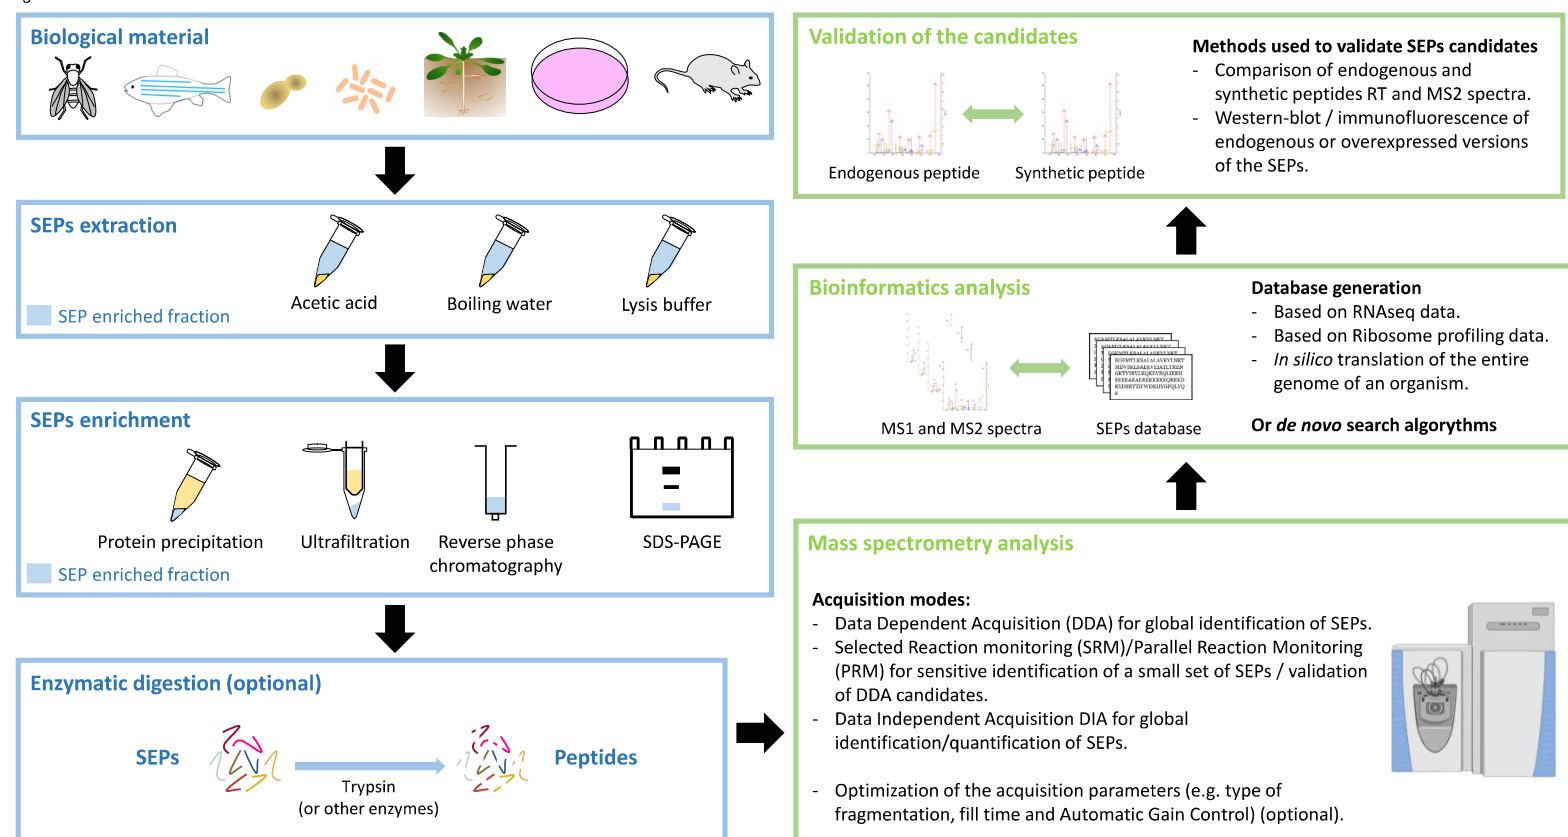 Biological material
SEPs extraction
Acetic acid
Boiling water
Lysis buffer
SEP enriched fraction
SEPs enrichment
Protein precipitation
Ultrafiltration
Reverse phase
chromatography
SDS-PAGE
SEP enriched fraction
Enzymatic digestion (optional)
SEPs
Trypsin
(or other enzymes)
Peptides
Mass spectrometry analysis
Acquisition modes:
- Data Dependent Acquisition (DDA) for global identification of SEPs.
- Selected Reaction monitoring (SRM)/Parallel Reaction Monitoring
(PRM) for sensitive identification of a small set of SEPs / validation
of DDA candidates.
- Data Independent Acquisition DIA for global
identification/quantification of SEPs.
- Optimization of the acquisition parameters (e.g. type of
fragmentation, fill time and Automatic Gain Control) (optional).
Bioinformatics analysis
MS1 and MS2 spectra
SEPs database
Database generation
- Based on RNAseq data.
- Based on Ribosome profiling data.
- In silico translation of the entire
genome of an organism.
Or de novo search algorythms
Validation of the candidates
Endogenous peptide
Synthetic peptide
Methods used to validate SEPs candidates
- Comparison of endogenous and
synthetic peptides RT and MS2 spectra.
- Western-blot / immunofluorescence of
endogenous or overexpressed versions
of the SEPs.